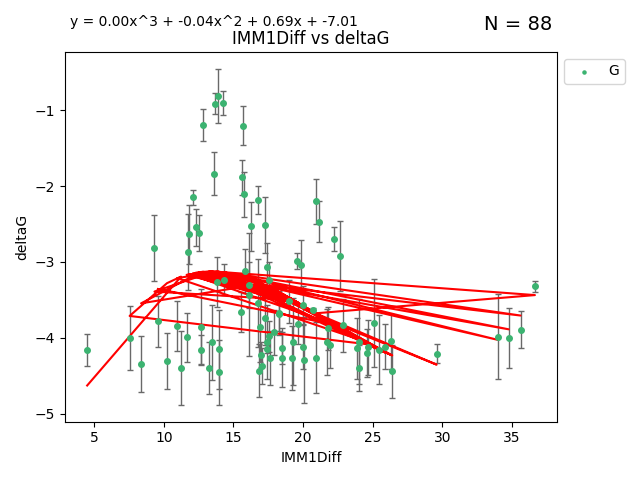 y = 0.00x^3 + -0.04x^2 + 0.69x + -7.01
N = 88
IMM1Diff vs deltaG
G
deltaG
−1
−2
−3
−4
−5
5 10 15 20 25 30 35
IMM1Diff